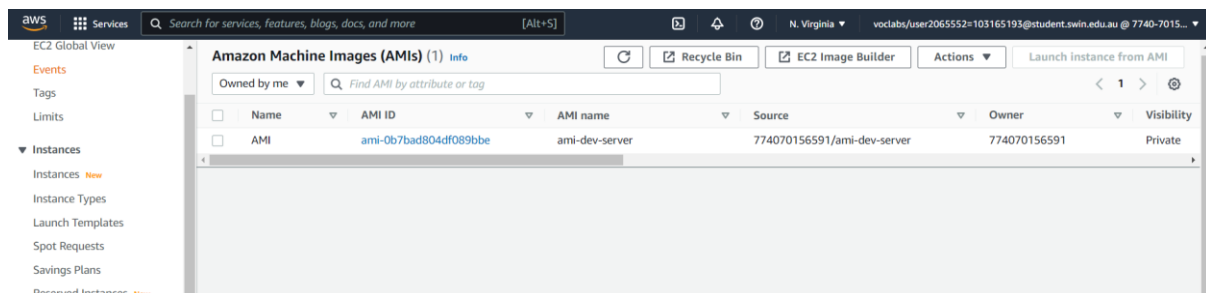 aws Services Search for services, features, blogs, docs, and more [Alt+S] N. Virginia ▼ voclabs/user2065552=103165193@student.swin.edu.au @ 7740-7015... ▼
EC2 Global View
Events
Tags
Limits
▼ Instances
Instances New
Instance Types
Launch Templates
Spot Requests
Savings Plans
Reserved Instances New
Amazon Machine Images (AMIs) (1) Info Recycle Bin EC2 Image Builder Actions ▼ Launch instance from AMI
Owned by me ▼ Find AMI by attribute or tag < 1 >
Name AMI ID AMI name Source Owner Visibility
AMI ami-0b7bad804df089bbe ami-dev-server 774070156591/ami-dev-server 774070156591 Private